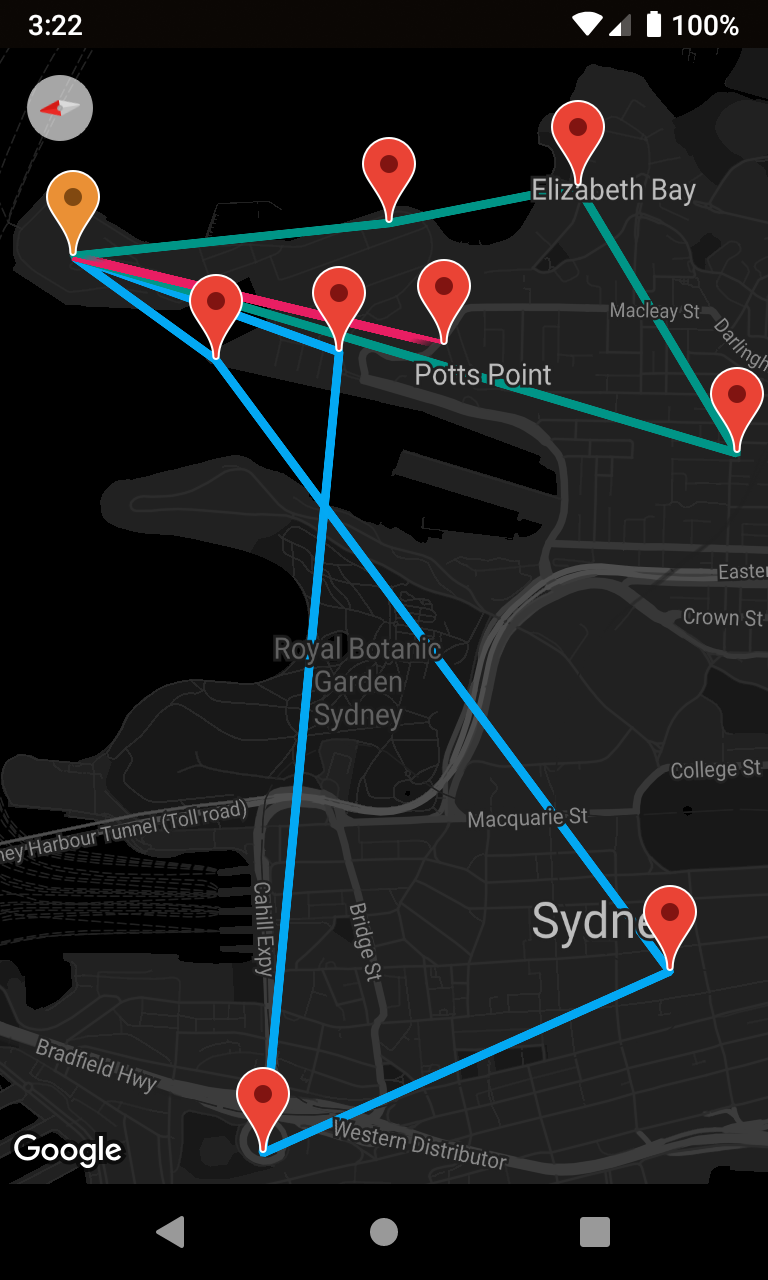 3:22
100%
Elizabeth Bay
Macleay St
Darlingh
Potts Point
Easter
Crown St
Royal Botanic
Garden
Sydney
College St
Macquarie St
ney Harbour Tunnel (Toll road)
Cahill Expy
Bridge St
Sydne
Bradfield Hwy
Western Distributor
Google